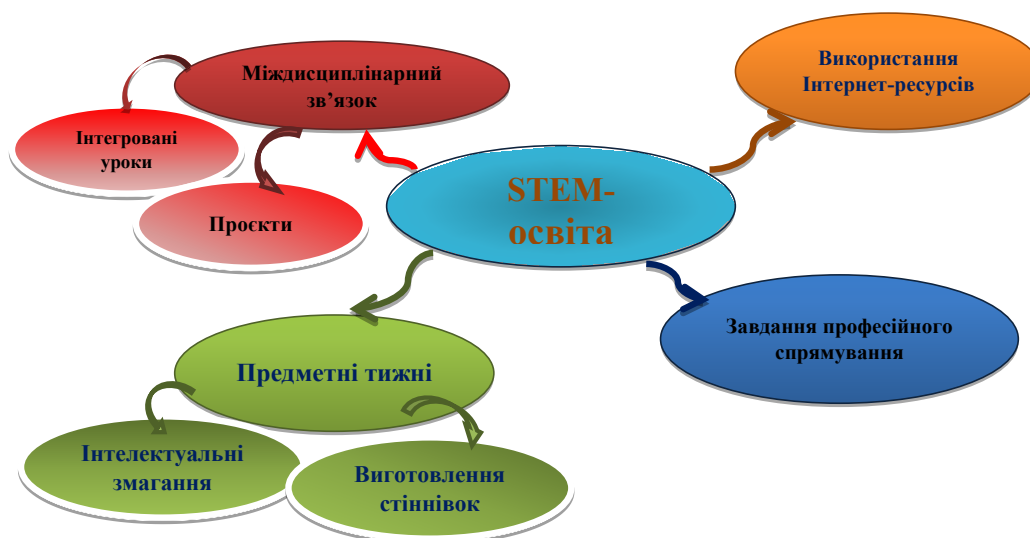 Міждисциплінарний
зв’язок
Використання
Інтернет-ресурсів
Інтегровані
уроки
Проєкти
STEM-
освіта
Завдання професійного
спрямування
Предметні тижні
Інтелектуальні
змагання
Виготовлення
стіннівок